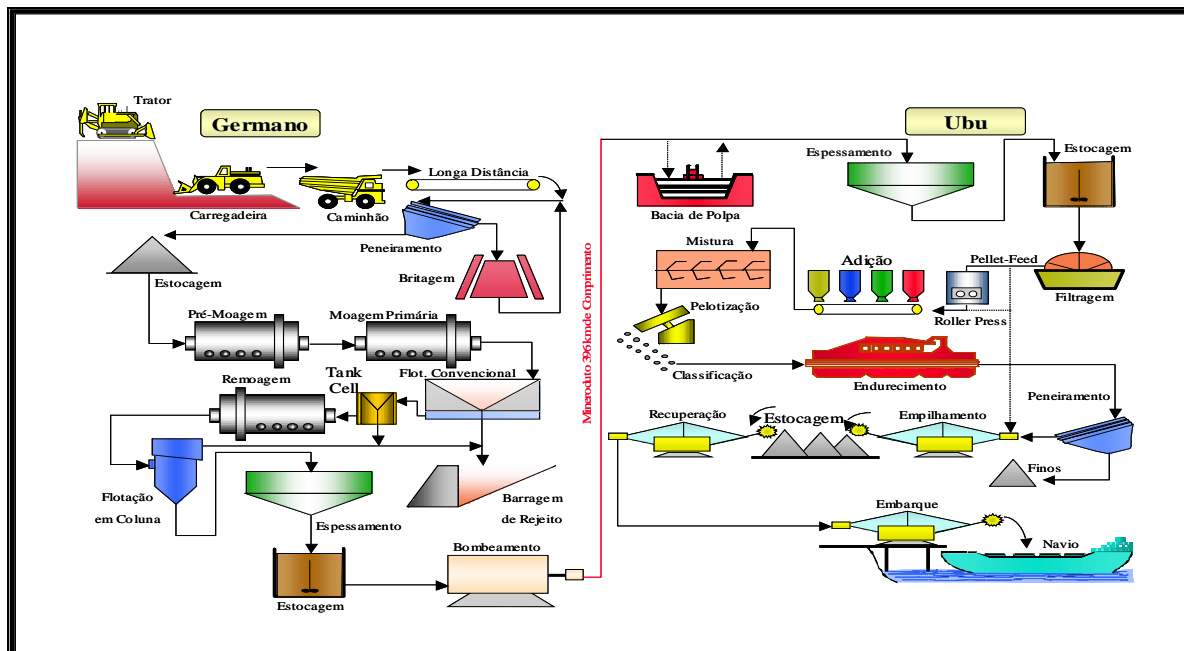 Trator
Germano
Longa Distância
Carregadeira
Caminhão
Peneiramento
Estocagem
Britagem
Pré-Moagem
Moagem Primária
Flot. Convencional
Tank
Cell
Remoagem
Flotação
em Coluna
Espessamento
Barragem
de Rejeito
Estocagem
Bombeamento
Mineroduto 396 km de Comprimento
Ubu
Espessamento
Estocagem
Bacia de Polpa
Mistura
Adição
Pellet-Feed
Filtragem
Roller Press
Pelotização
Classificação
Endurecimento
Peneiramento
Recuperação
Estocagem
Empilhamento
Finos
Embarque
Navio